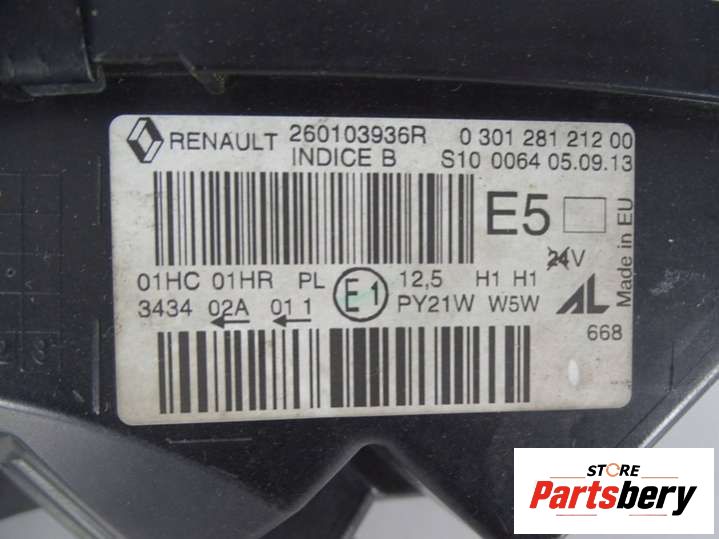 RENAULT 260103936R 0 301 281 212 00
INDICE B S10 0064 05.09.13
E5
24V
Made in EU
01HC 01HR PL E1 12,5 H1 H1
3434 02A 01 1 PY21W W5W
AL
668
STORE
Partsbery